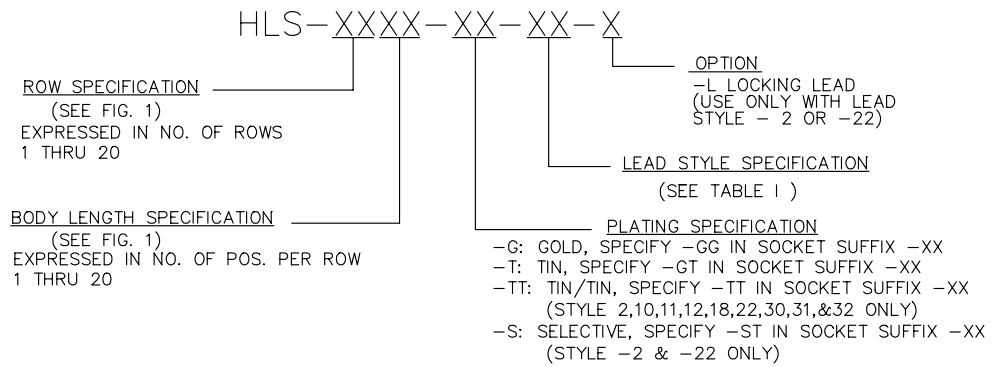 HLS-XXXX-XX-XX-X
ROW SPECIFICATION
(SEE FIG. 1)
EXPRESSED IN NO. OF ROWS
1 THRU 20
BODY LENGTH SPECIFICATION
(SEE FIG. 1)
EXPRESSED IN NO. OF POS. PER ROW
1 THRU 20
OPTION
-L LOCKING LEAD
(USE ONLY WITH LEAD
STYLE - 2 OR -22)
LEAD STYLE SPECIFICATION
(SEE TABLE I )
PLATING SPECIFICATION
-G: GOLD, SPECIFY -GG IN SOCKET SUFFIX -XX
-T: TIN, SPECIFY -GT IN SOCKET SUFFIX -XX
-TT: TIN/TIN, SPECIFY -TT IN SOCKET SUFFIX -XX
(STYLE 2,10,11,12,18,22,30,31,&32 ONLY)
-S: SELECTIVE, SPECIFY -ST IN SOCKET SUFFIX -XX
(STYLE -2 & -22 ONLY)